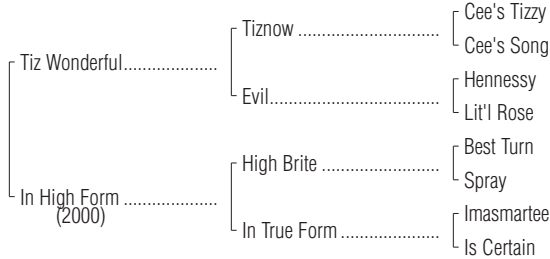 Cee's Tizzy
Tiznow ..................................
Cee's Song
Tiz Wonderful....................
Hennessy
Evil.........................................
Lit'l Rose
Best Turn
High Brite ............................
Spray
In High Form ....................
(2000)
Imasmartee
In True Form .......................
Is Certain